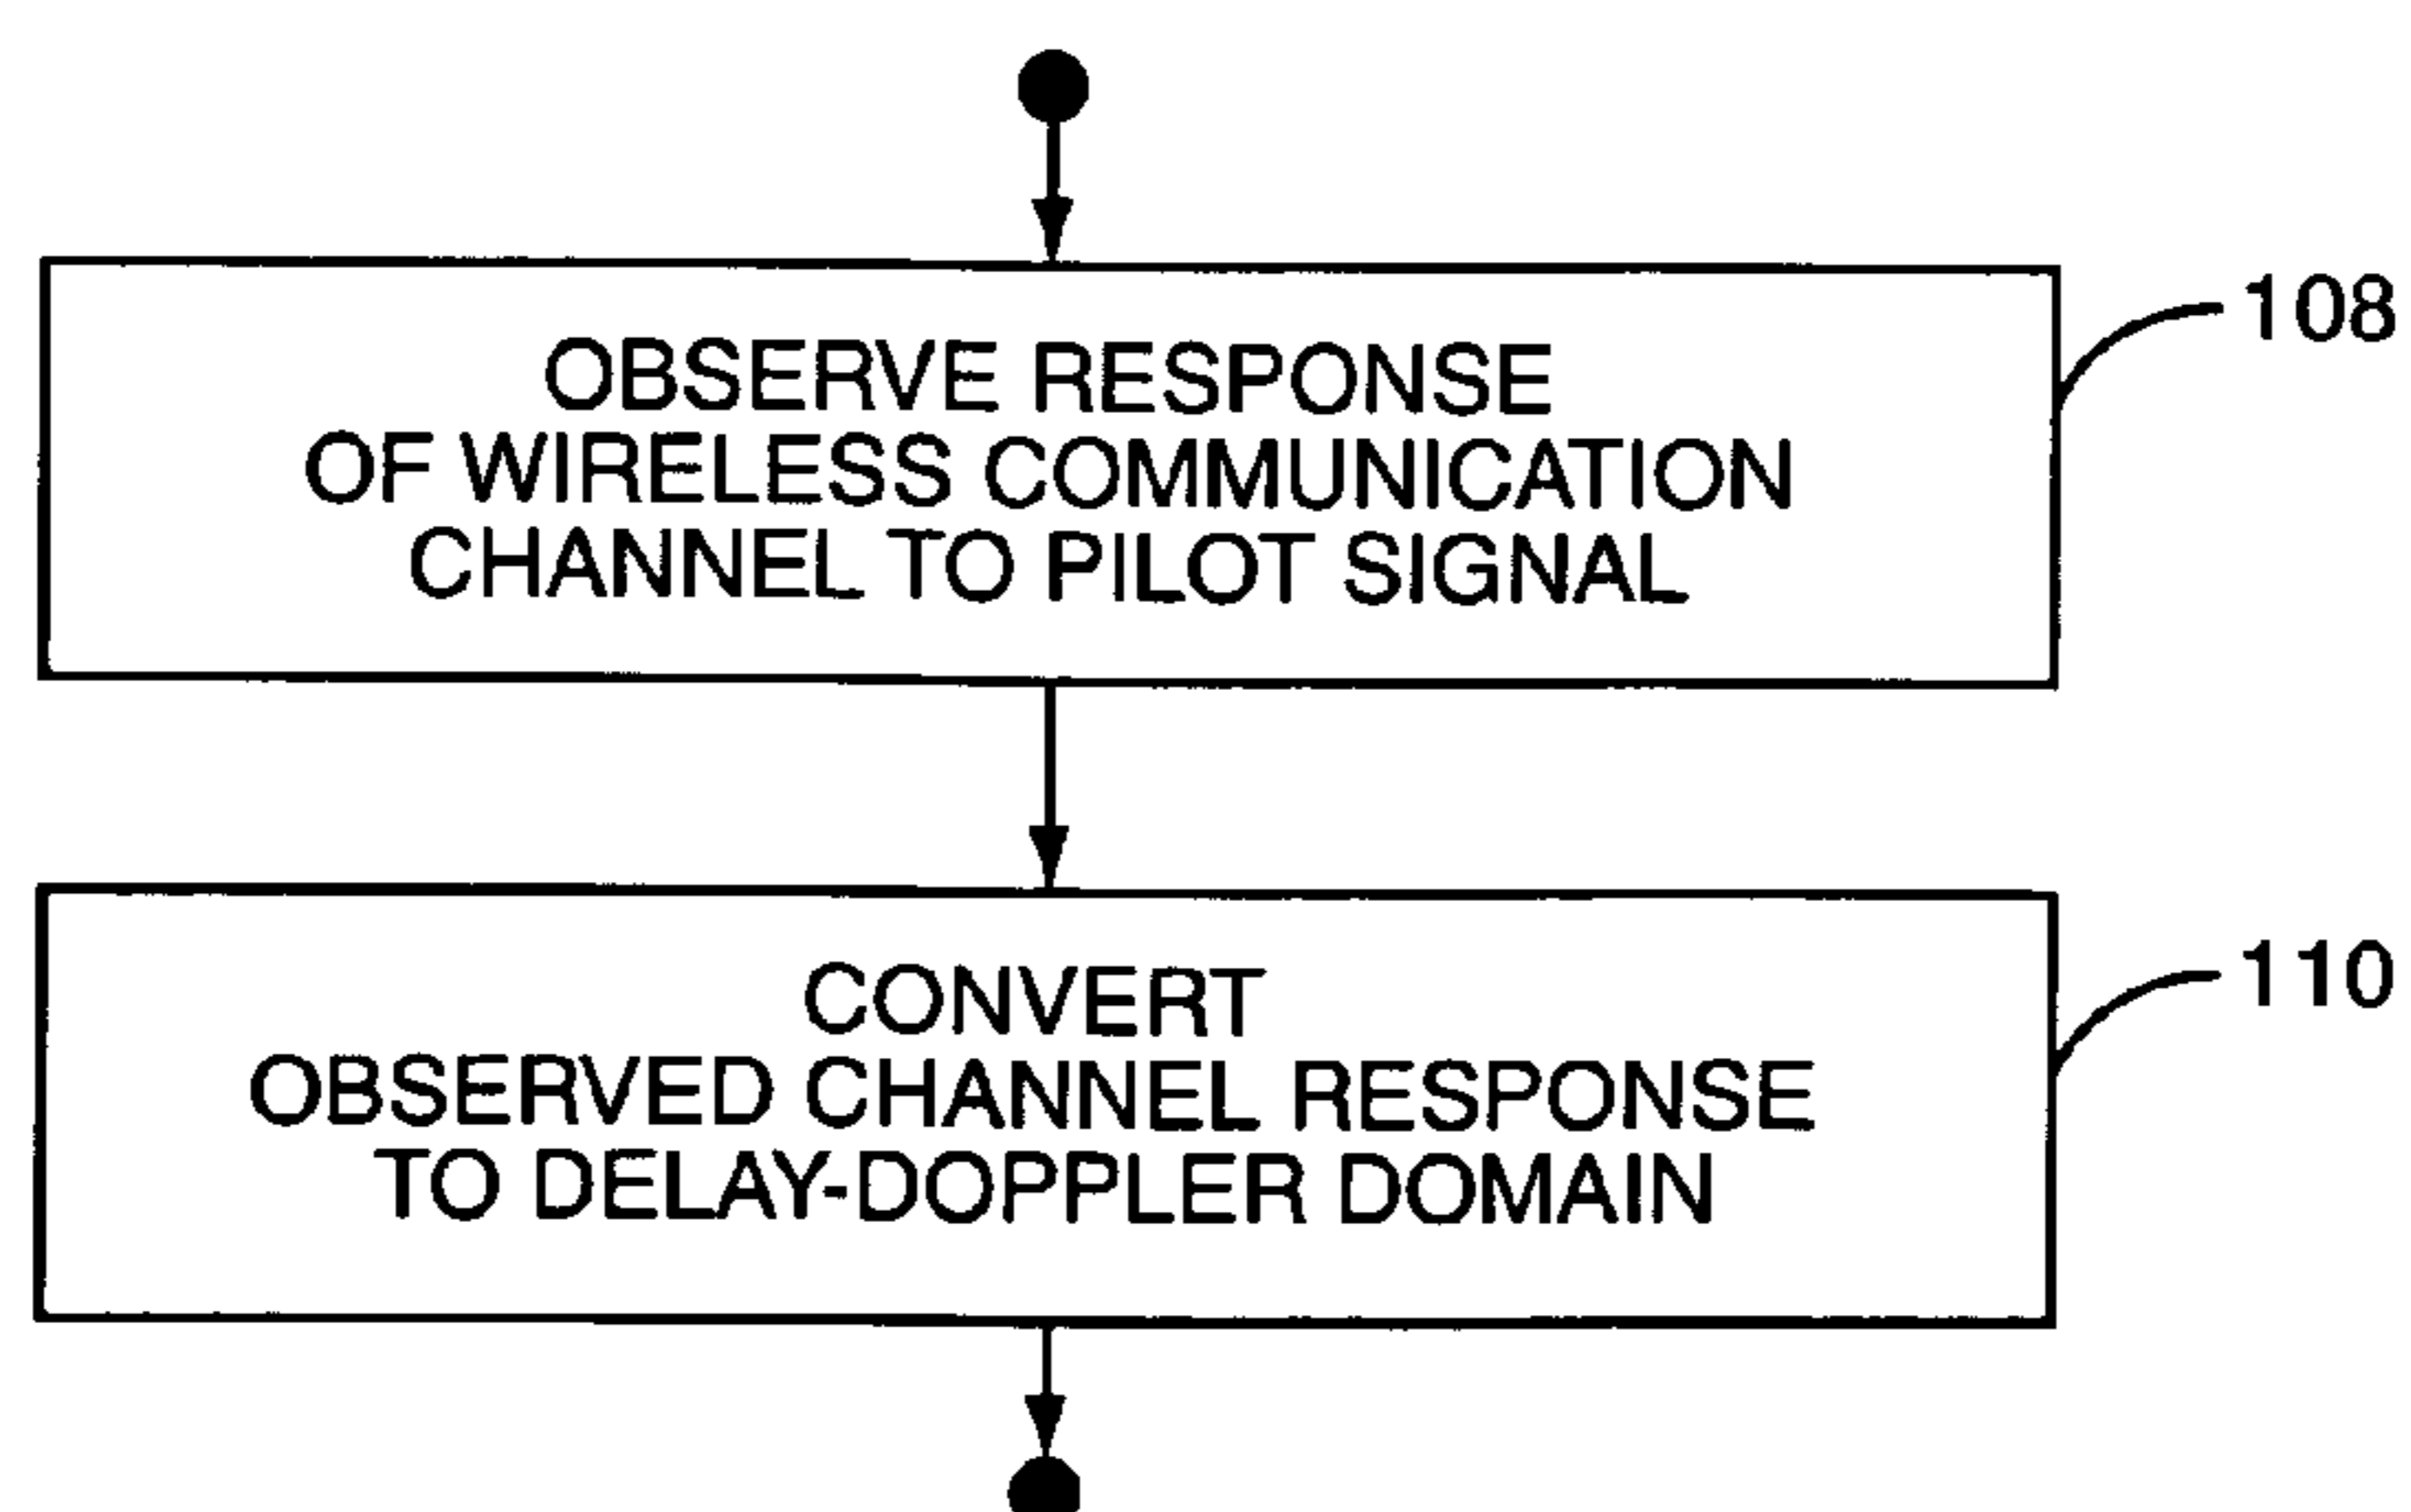 OBSERVE RESPONSE
OF WIRELESS COMMUNICATION
CHANNEL TO PILOT SIGNAL
108
CONVERT
OBSERVED CHANNEL RESPONSE
TO DELAY-DOPPLER DOMAIN
110